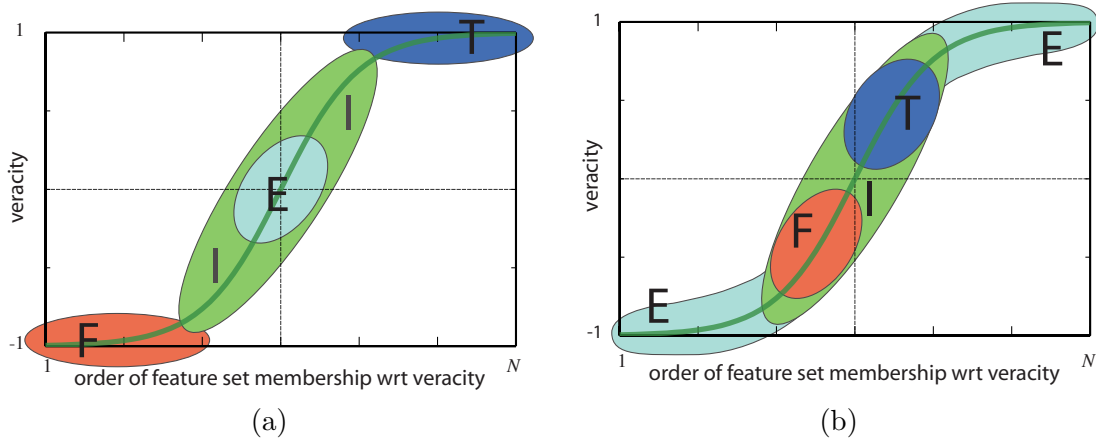 1
T
I
veracity
E
I
F
-1
1
N
order of feature set membership wrt veracity
(a)
1
E
T
veracity
I
F
E
-1
1
N
order of feature set membership wrt veracity
(b)